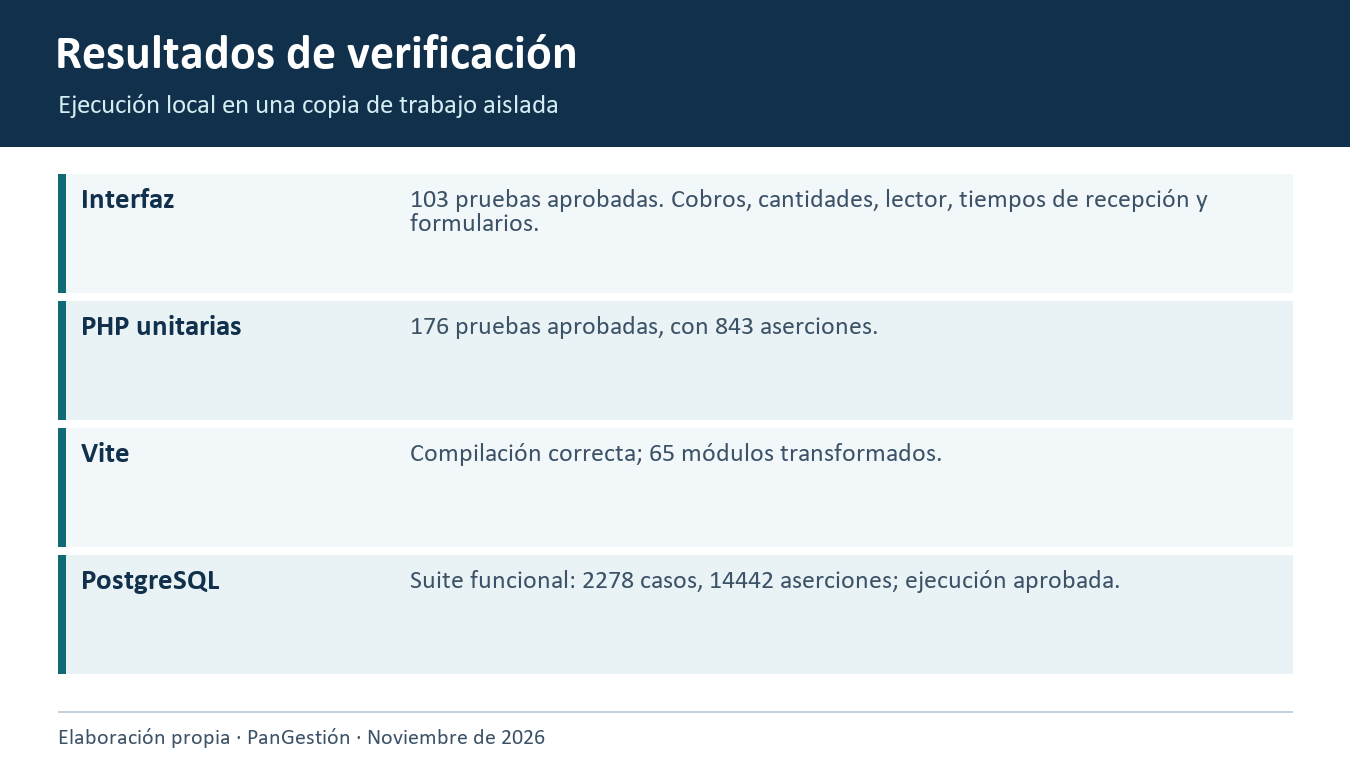 Resultados de verificación
Ejecución local en una copia de trabajo aislada
Interfaz
103 pruebas aprobadas. Cobros, cantidades, lector, tiempos de recepción y
formularios.
PHP unitarias
176 pruebas aprobadas, con 843 aserciones.
Vite
Compilación correcta; 65 módulos transformados.
PostgreSQL
Suite funcional: 2278 casos, 14442 aserciones; ejecución aprobada.
Elaboración propia · PanGestión · Noviembre de 2026